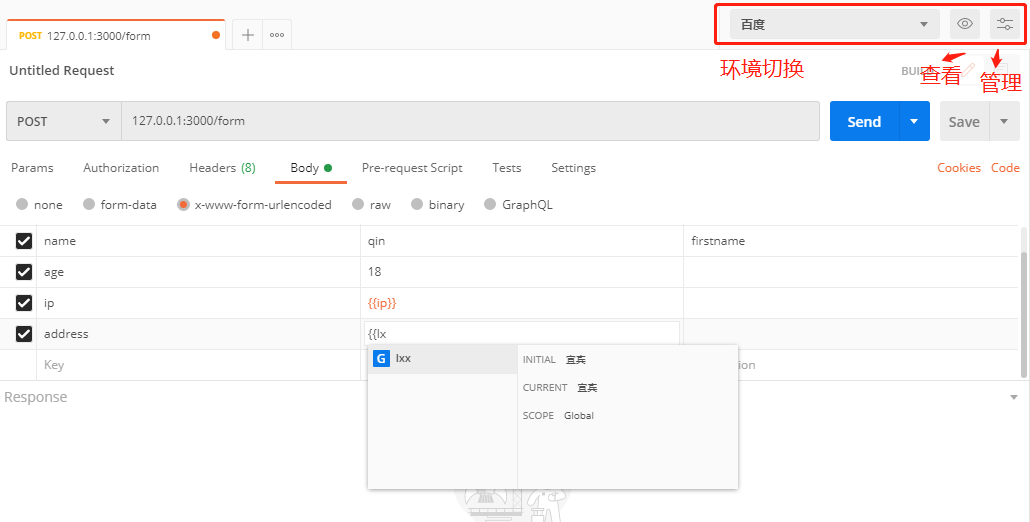 百度
POST 127.0.0.1:3000/form
环境切换
查看
管理
Untitled Request
POST
127.0.0.1:3000/form
Send
Save
Params Authorization Headers (8) Body Pre-request Script Tests Settings Cookies Code
none form-data x-www-form-urlencoded raw binary GraphQL
name qin firstname
age 18
ip {{ip}}
address {{lx
Key
G lxx
INITIAL 宜宾
CURRENT 宜宾
SCOPE Global
Response